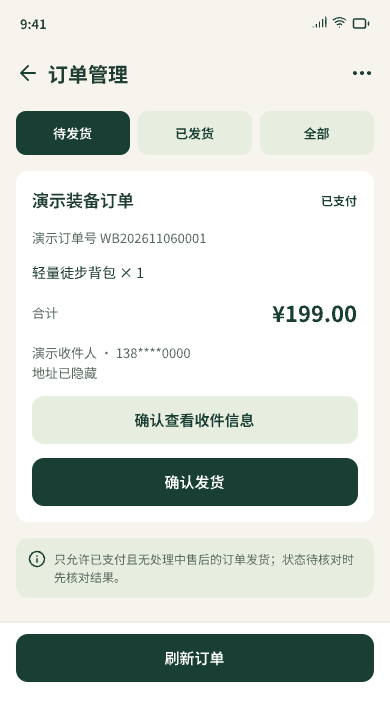 9:41
订单管理
待发货
已发货
全部
演示装备订单
已支付
演示订单号 WB202611060001
轻量徒步背包 × 1
合计
¥199.00
演示收件人 · 138****0000
地址已隐藏
确认查看收件信息
确认发货
只允许已支付且无处理中售后的订单发货；状态待核对时
先核对结果。
刷新订单